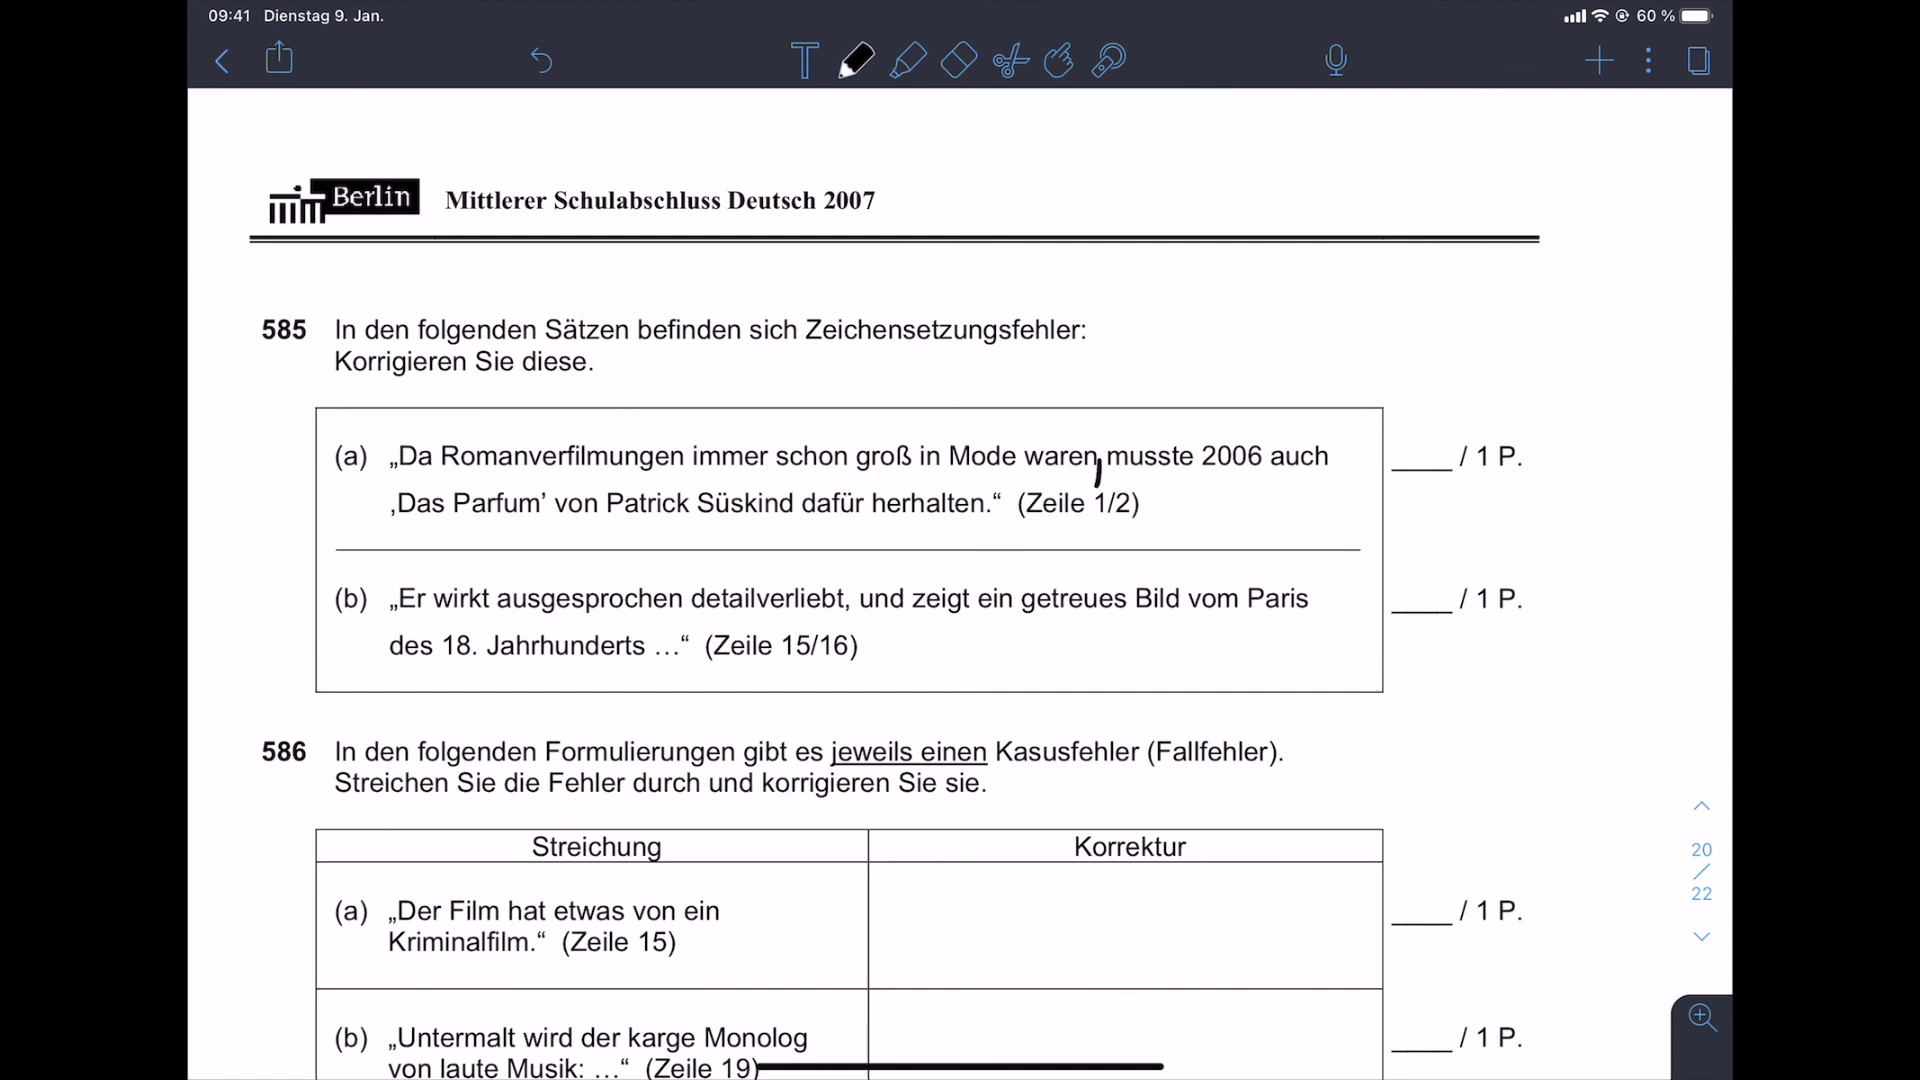 09:41 Dienstag 9. Jan.
60 %
Berlin
Mittlerer Schulabschluss Deutsch 2007
585 In den folgenden Sätzen befinden sich Zeichensetzungsfehler:
Korrigieren Sie diese.
(a) „Da Romanverfilmungen immer schon groß in Mode waren, musste 2006 auch
____ / 1 P.
‚Das Parfum’ von Patrick Süskind dafür herhalten.“ (Zeile 1/2)
(b) „Er wirkt ausgesprochen detailverliebt, und zeigt ein getreues Bild vom Paris
____ / 1 P.
des 18. Jahrhunderts …“ (Zeile 15/16)
586 In den folgenden Formulierungen gibt es jeweils einen Kasusfehler (Fallfehler).
Streichen Sie die Fehler durch und korrigieren Sie sie.
Streichung
Korrektur
(a) „Der Film hat etwas von ein
Kriminalfilm.“ (Zeile 15)
____ / 1 P.
(b) „Untermalt wird der karge Monolog
von laute Musik: …“ (Zeile 19)
____ / 1 P.
20
/
22